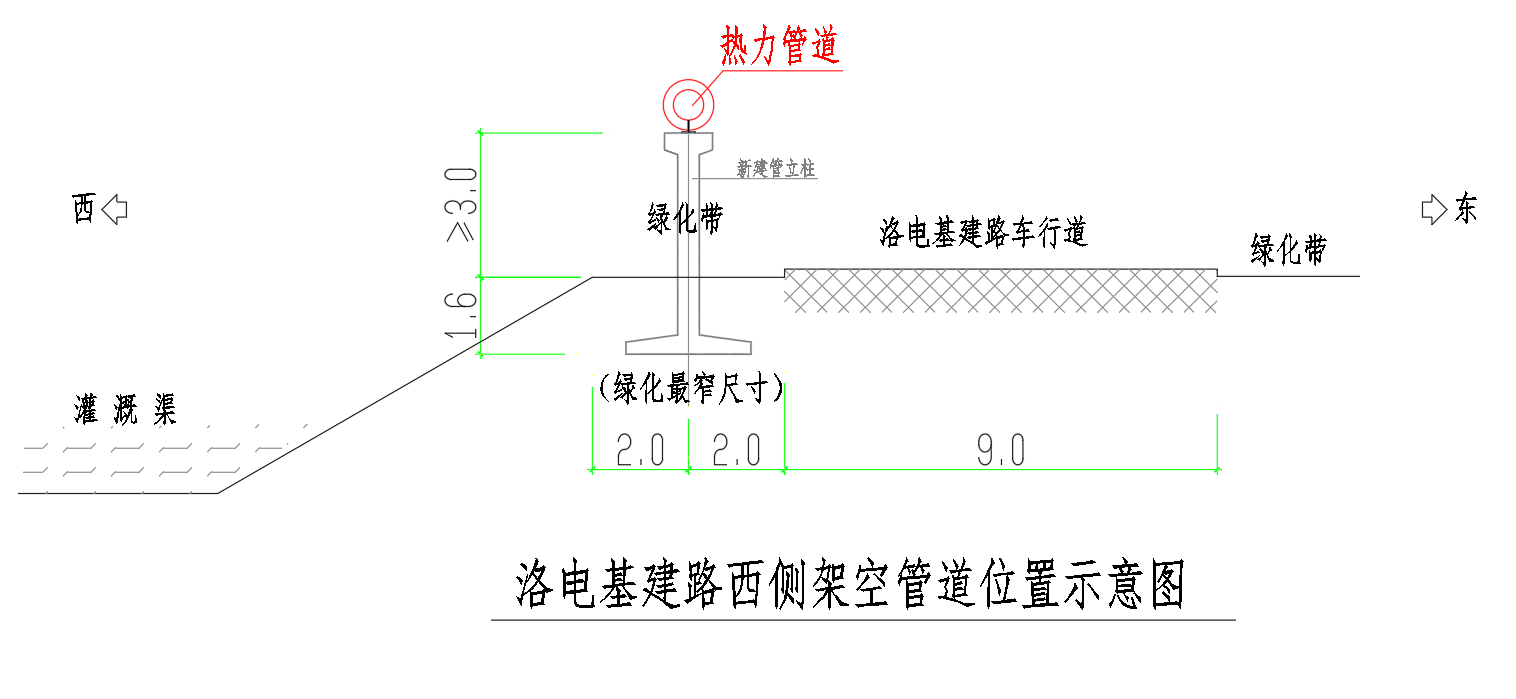 热力管道
新建管立柱
≥3.0
西
绿化带
洛电基建路车行道
绿化带
东
1.6
(绿化最窄尺寸)
灌溉渠
2.0
2.0
9.0
洛电基建路西侧架空管道位置示意图